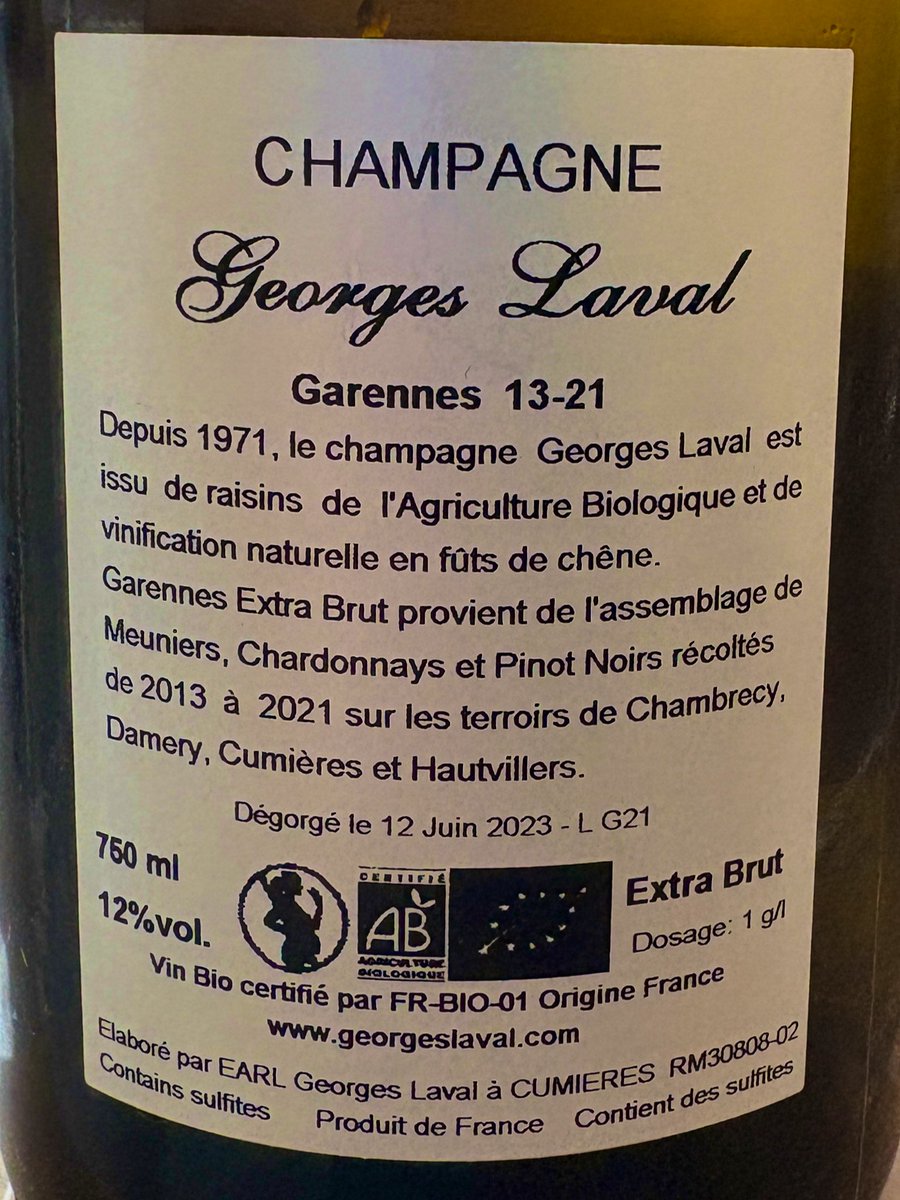 CHAMPAGNE
Georges Laval
Garennes 13-21
Depuis 1971, le champagne Georges Laval est
issu de raisins de l'Agriculture Biologique et de
vinification naturelle en fûts de chêne.
Garennes Extra Brut provient de l'assemblage de
Meuniers, Chardonnays et Pinot Noirs récoltés
de 2013 à 2021 sur les terroirs de Chambrecy,
Damery, Cumières et Hautvillers.
Dégorgé le 12 Juin 2023 - L G21
750 ml
12%vol.
CERTIFIÉ
AB
AGRICULTURE
BIOLOGIQUE
Extra Brut
Dosage: 1 g/l
Vin Bio certifié par FR-BIO-01 Origine France
www.georgeslaval.com
Elaboré par EARL Georges Laval à CUMIERES RM30808-02
Contains sulfites Produit de France Contient des sulfites